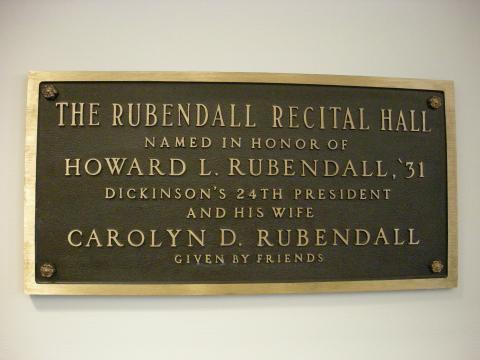 THE RUBENDALL RECITAL HALL
NAMED IN HONOR OF
HOWARD L. RUBENDALL, '31
DICKINSON'S 24TH PRESIDENT
AND HIS WIFE
CAROLYN D. RUBENDALL
GIVEN BY FRIENDS